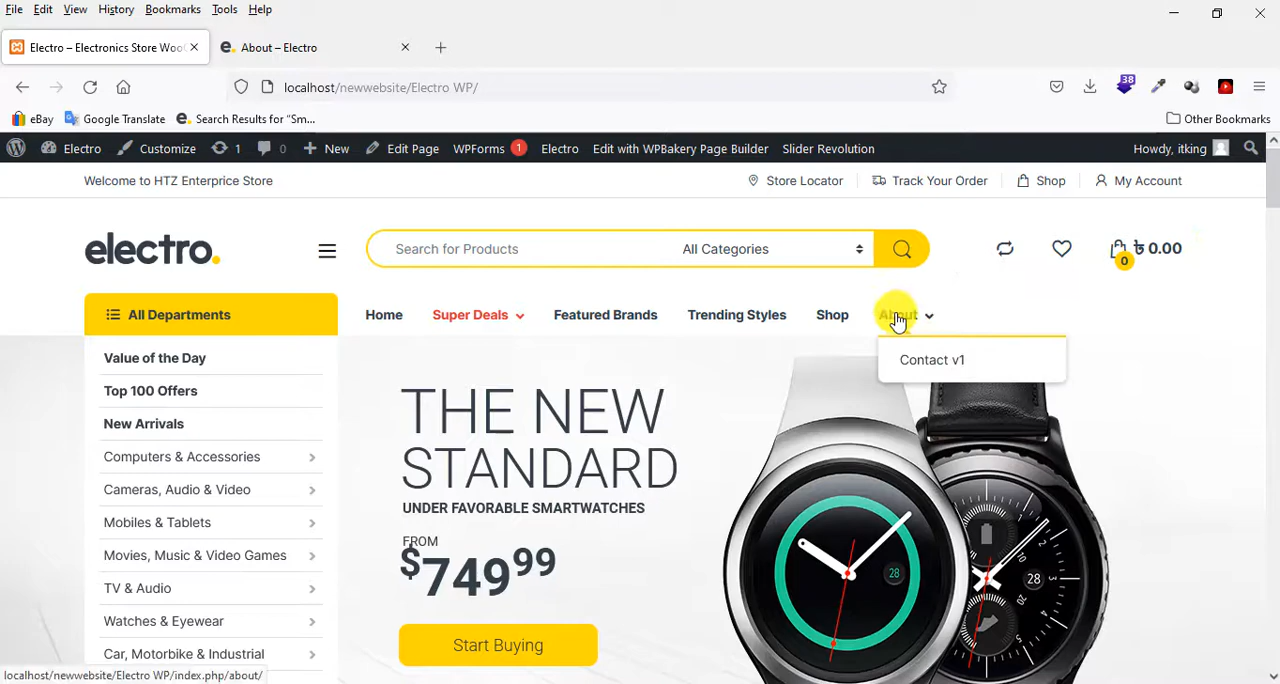 File Edit View History Bookmarks Tools Help
Electro – Electronics Store Woo
About – Electro
localhost/newwebsite/Electro WP/
38
eBay Google Translate Search Results for "Sm... Other Bookmarks
Electro Customize 1 0 New Edit Page WPForms 1 Electro Edit with WPBakery Page Builder Slider Revolution Howdy, itking
Welcome to HTZ Enterprice Store Store Locator Track Your Order Shop My Account
electro. Search for Products All Categories 0 ৳ 0.00
All Departments Home Super Deals Featured Brands Trending Styles Shop About
Contact v1
Value of the Day
Top 100 Offers
New Arrivals
Computers & Accessories
Cameras, Audio & Video
Mobiles & Tablets
Movies, Music & Video Games
TV & Audio
Watches & Eyewear
Car, Motorbike & Industrial
THE NEW
STANDARD
UNDER FAVORABLE SMARTWATCHES
FROM
$74999
Start Buying
28
28
localhost/newwebsite/Electro WP/index.php/about/